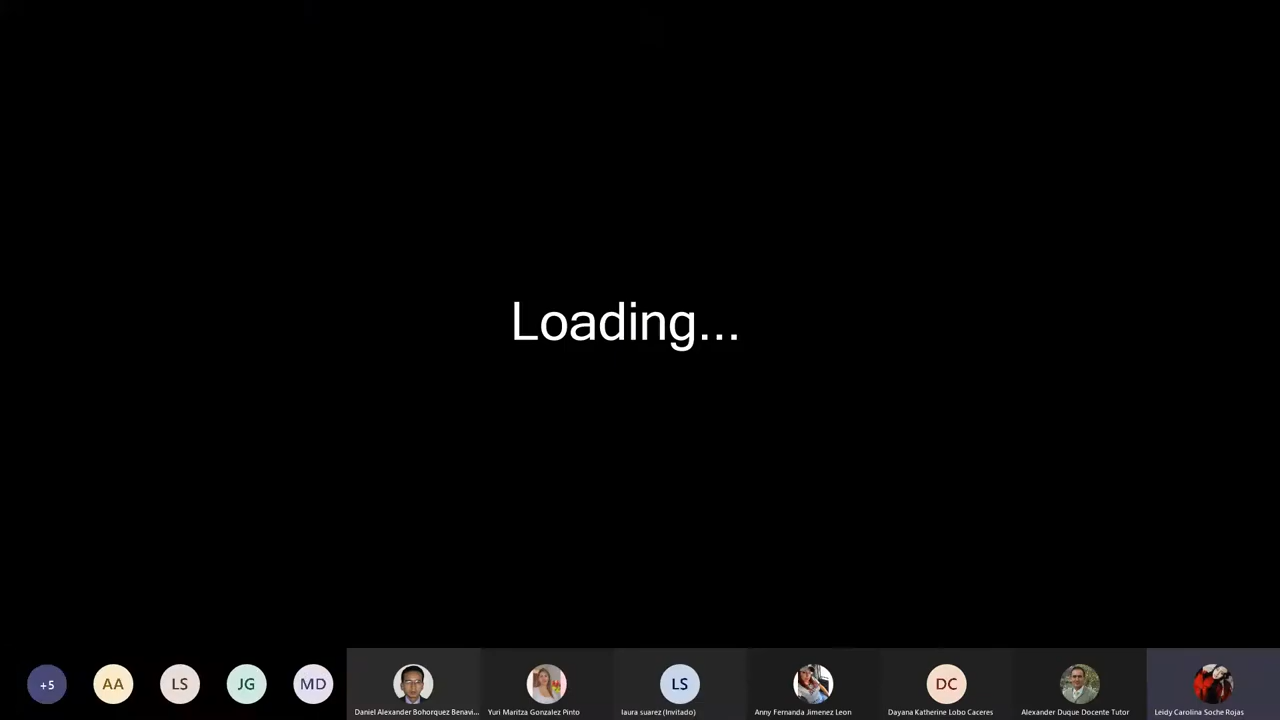 Loading...
+5
AA
LS
JG
MD
LS
DC
Daniel Alexander Bohorquez Benavi...
Yuri Maritza Gonzalez Pinto
laura suarez (Invitado)
Anny Fernanda Jimenez Leon
Dayana Katherine Lobo Caceres
Alexander Duque Docente Tutor
Leidy Carolina Soche Rojas